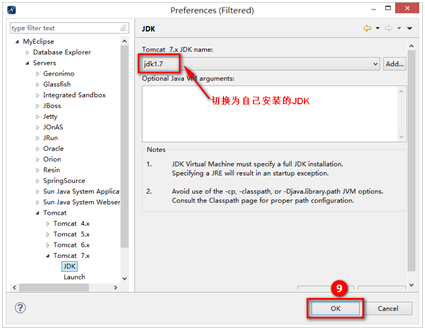 Preferences (Filtered)
type filter text
MyEclipse
Database Explorer
Servers
Geronimo
Glassfish
Integrated Sandbox
JBoss
Jetty
JOnAS
JRun
Oracle
Orion
Resin
SpringSource
Sun Java System Applica
Sun Java System Webser
Tomcat
Tomcat 4.x
Tomcat 5.x
Tomcat 6.x
Tomcat 7.x
JDK
Launch
JDK
Tomcat 7.x JDK name:
jdk1.7
Add...
Optional Java VM arguments:
切换为自己安装的JDK
Notes
1. JDK Virtual Machine must specify a full JDK installation.
Specifying a JRE will result in an startup exception.
2. Avoid use of the -cp, -classpath, or -Djava.library.path JVM options.
Consult the Classpath page for proper path configuration.
9
OK
Cancel